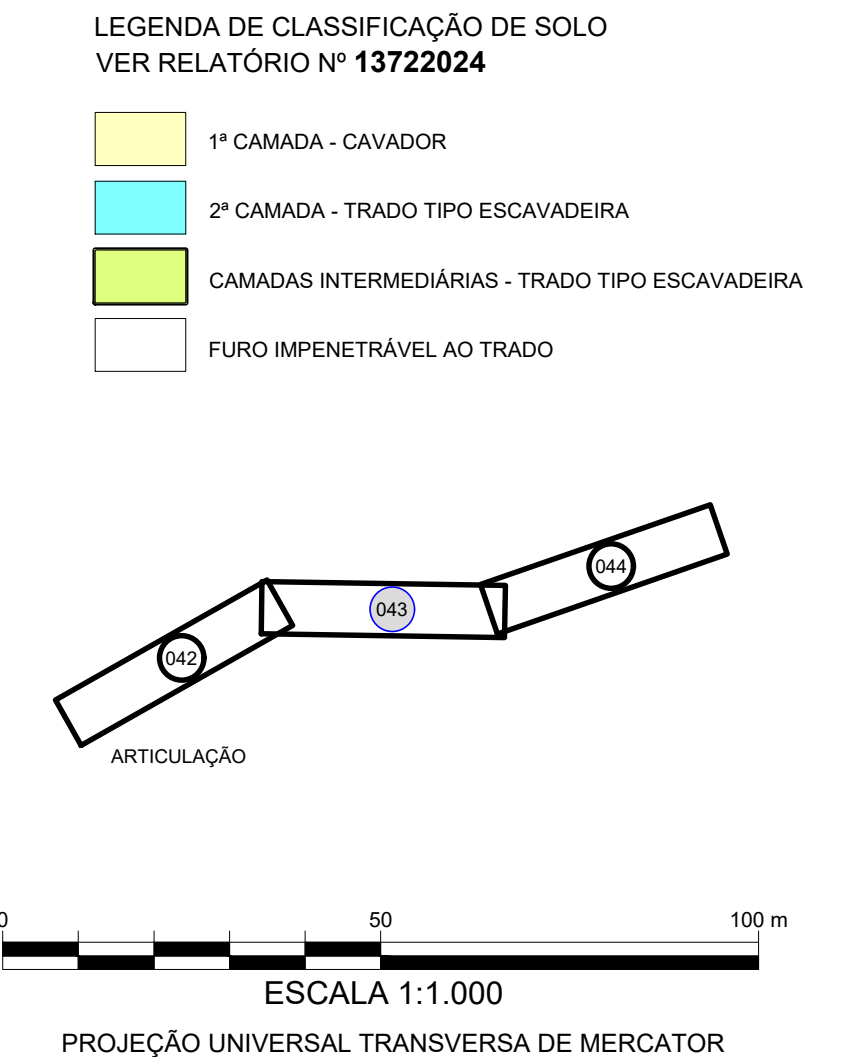 LEGENDA DE CLASSIFICAÇÃO DE SOLO
VER RELATÓRIO Nº 13722024
1ª CAMADA - CAVADOR
2ª CAMADA - TRADO TIPO ESCAVADEIRA
CAMADAS INTERMEDIÁRIAS - TRADO TIPO ESCAVADEIRA
FURO IMPENETRÁVEL AO TRADO
044
043
042
ARTICULAÇÃO
0 50 100 m
ESCALA 1:1.000
PROJEÇÃO UNIVERSAL TRANSVERSA DE MERCATOR